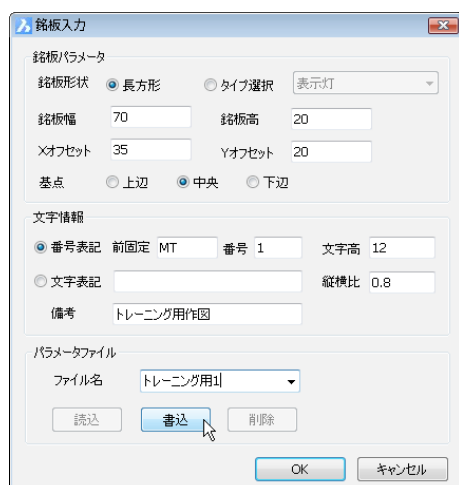 銘板入力
銘板パラメータ
銘板形状 長方形 タイプ選択 表示灯
銘板幅 70 銘板高 20
Xオフセット 35 Yオフセット 20
基点 上辺 中央 下辺
文字情報
番号表記 前固定 MT 番号 1 文字高 12
文字表記 縦横比 0.8
備考 トレーニング用作図
パラメータファイル
ファイル名 トレーニング用1
読込 書込 削除
OK キャンセル